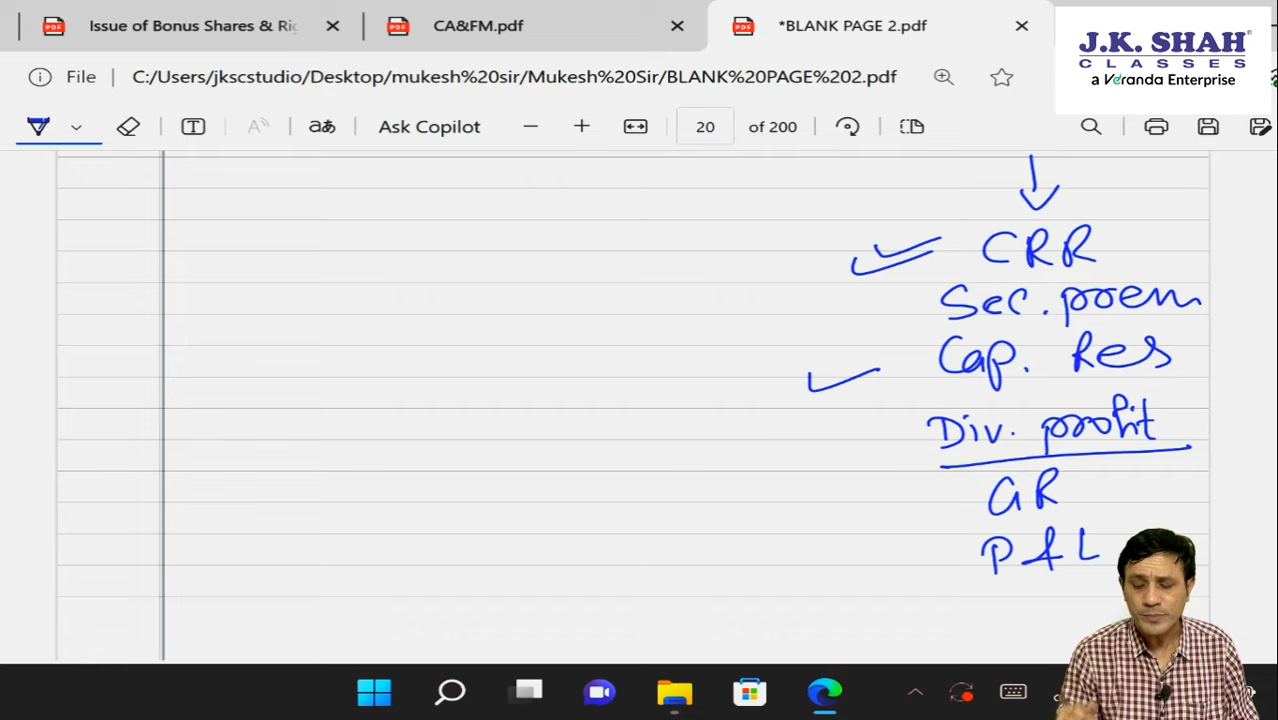 Issue of Bonus Shares & Rig
CA&FM.pdf
*BLANK PAGE 2.pdf
J.K. SHAH®
CLASSES
a Veranda Enterprise
File
C:/Users/jkscstudio/Desktop/mukesh%20sir/Mukesh%20Sir/BLANK%20PAGE%202.pdf
aあ
Ask Copilot
20 of 200
CRR
Sec. prem
Cap. Res
Div. profit
GR
P & L